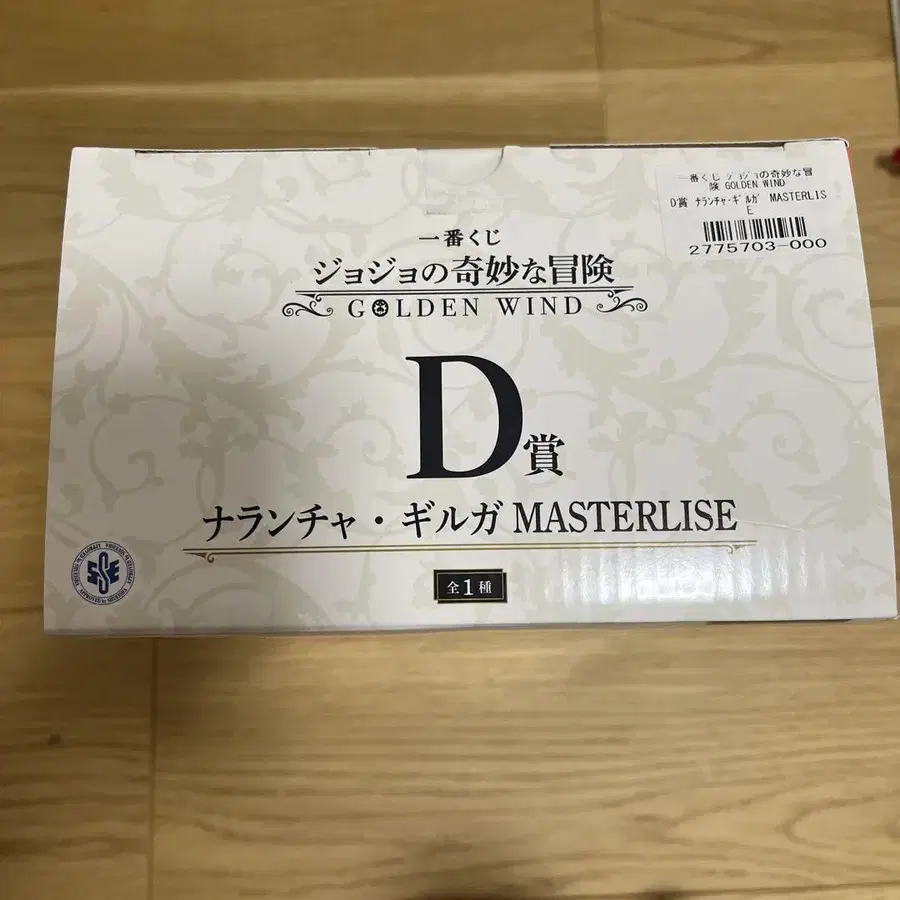 一番くじ ジョジョの奇妙な冒
険 GOLDEN WIND
D賞 ナランチャ・ギルガ MASTERLIS
E
2775703-000
一番くじ
ジョジョの奇妙な冒険
GOLDEN WIND
D賞
ナランチャ・ギルガ MASTERLISE
全1種